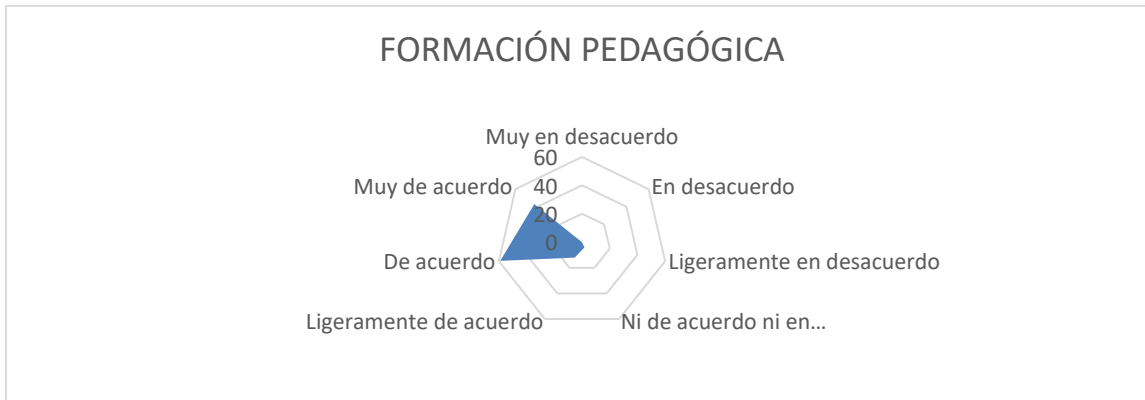 FORMACIÓN PEDAGÓGICA
Muy en desacuerdo
60
Muy de acuerdo
40
En desacuerdo
20
0
De acuerdo
Ligeramente en desacuerdo
Ligeramente de acuerdo
Ni de acuerdo ni en...